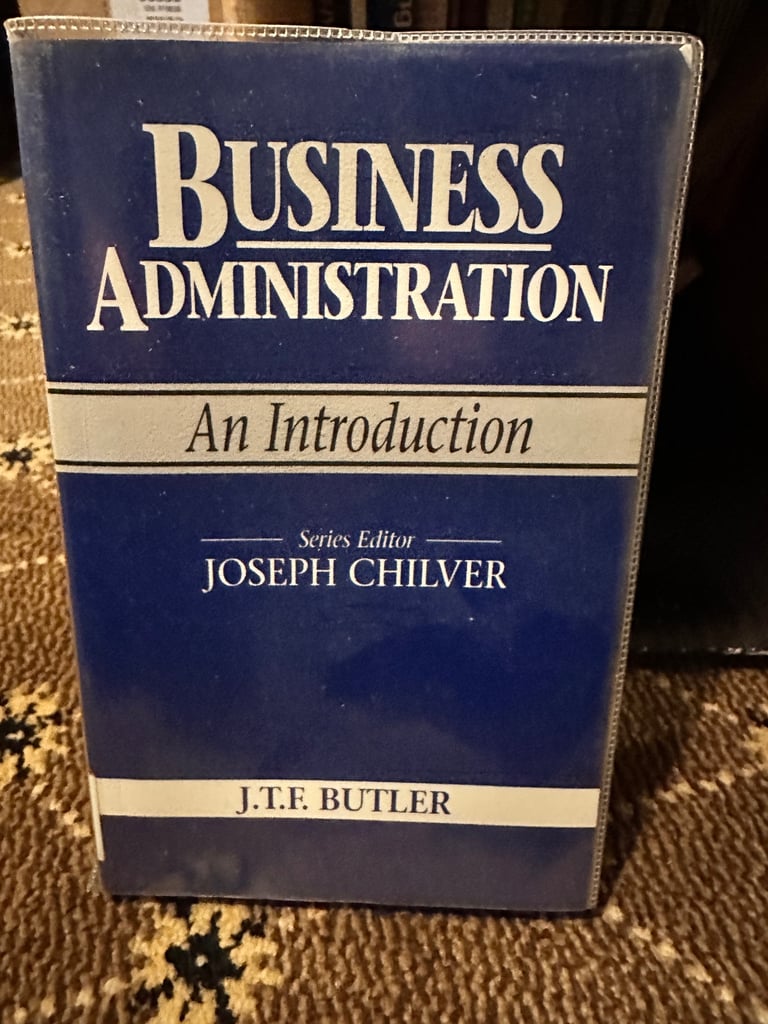 BUSINESS
ADMINISTRATION
An Introduction
Series Editor
JOSEPH CHILVER
J.T.F. BUTLER